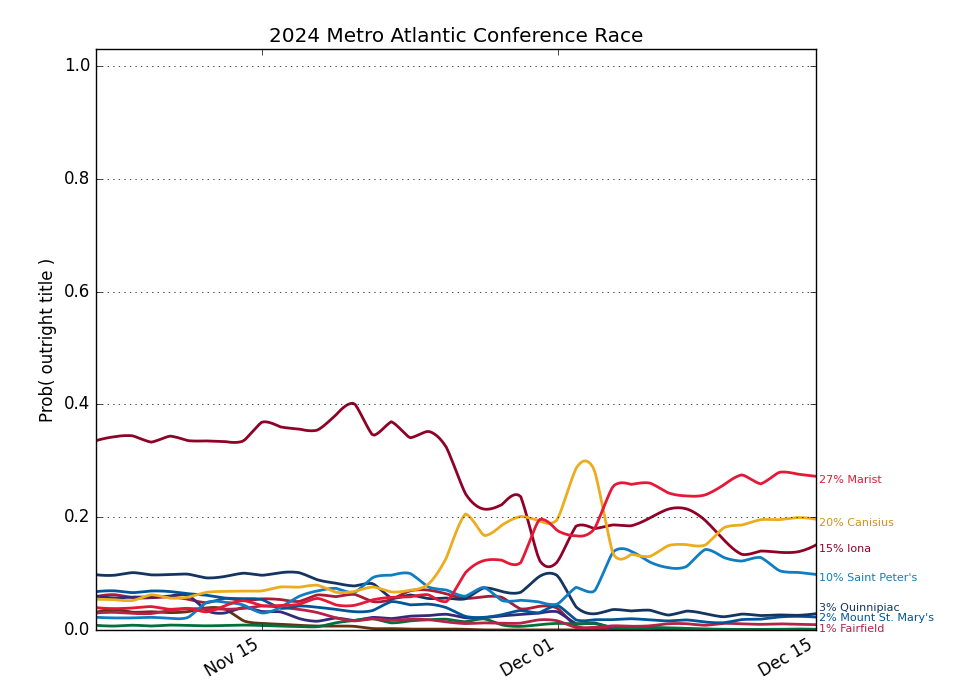 2024 Metro Atlantic Conference Race
Prob( outright title )
1.0
0.8
0.6
0.4
0.2
0.0
Nov 15
Dec 01
Dec 15
27% Marist
20% Canisius
15% Iona
10% Saint Peter's
3% Quinnipiac
2% Mount St. Mary's
1% Fairfield